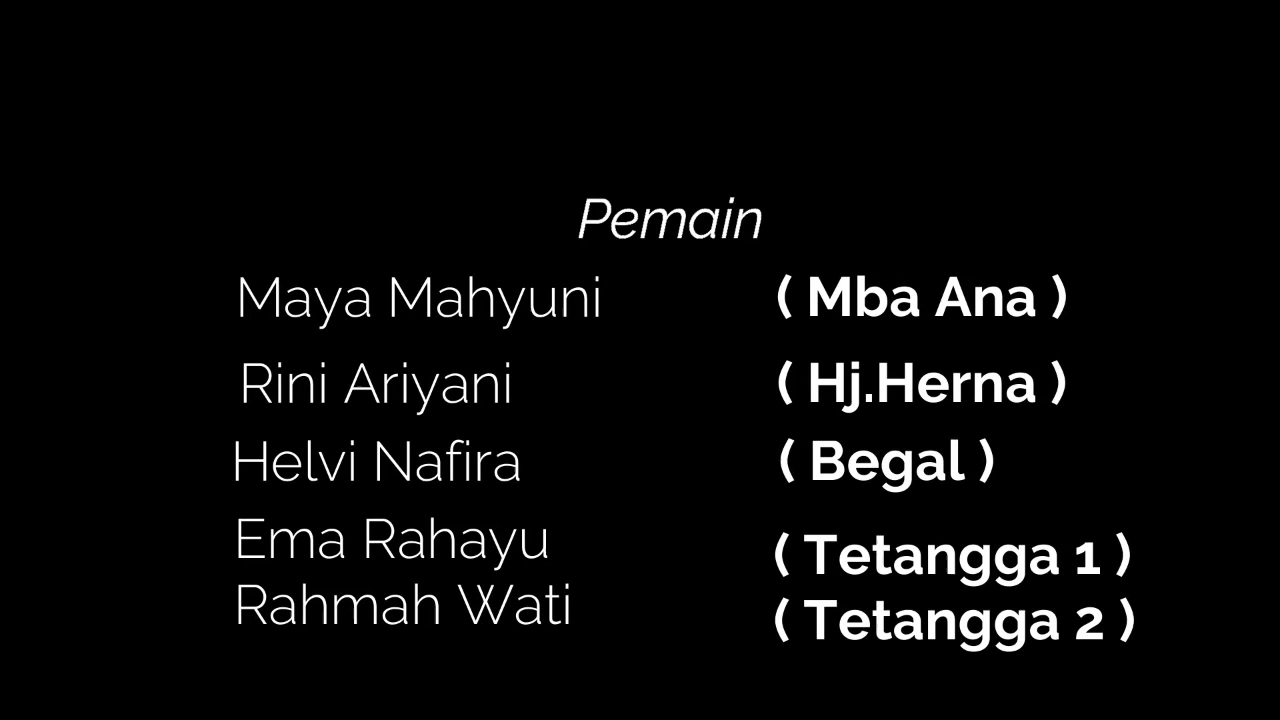 Pemain
Maya Mahyuni ( Mba Ana )
Rini Ariyani ( Hj.Herna )
Helvi Nafira ( Begal )
Ema Rahayu ( Tetangga 1 )
Rahmah Wati ( Tetangga 2 )